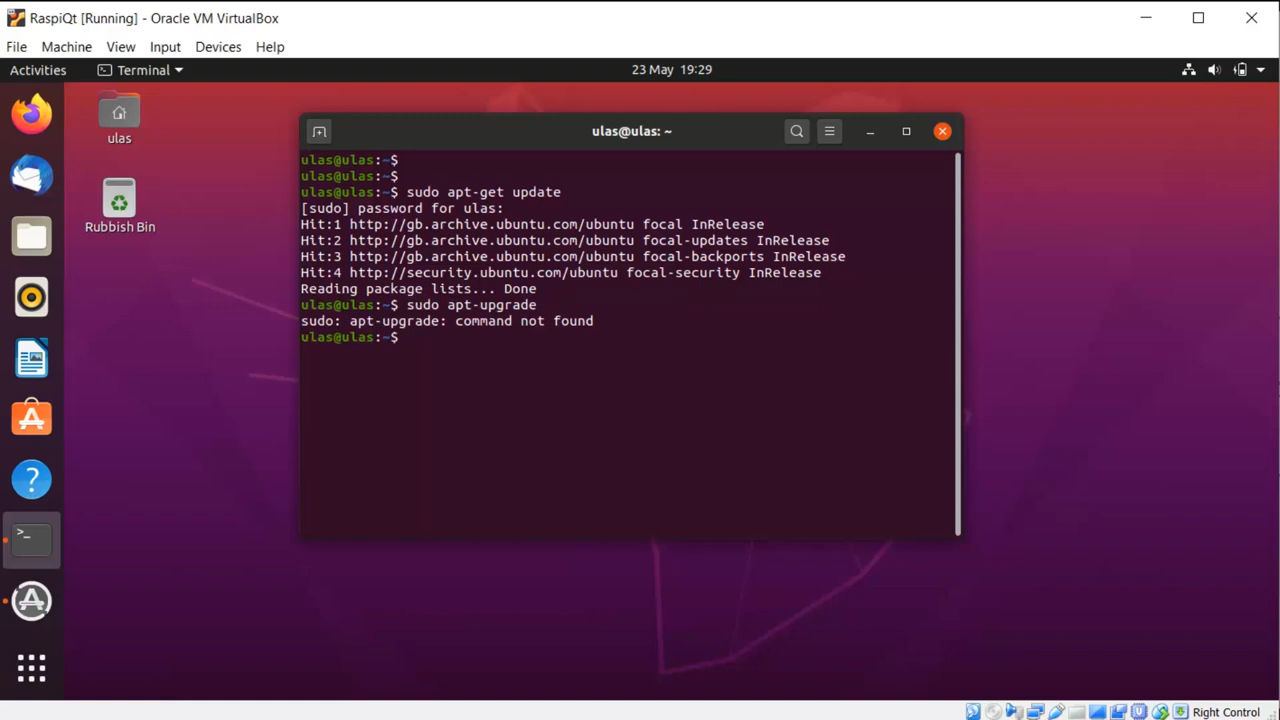 RaspiQt [Running] - Oracle VM VirtualBox
File Machine View Input Devices Help
Activities Terminal 23 May 19:29
ulas
Rubbish Bin
ulas@ulas: ~
ulas@ulas:~$
ulas@ulas:~$
ulas@ulas:~$ sudo apt-get update
[sudo] password for ulas:
Hit:1 http://gb.archive.ubuntu.com/ubuntu focal InRelease
Hit:2 http://gb.archive.ubuntu.com/ubuntu focal-updates InRelease
Hit:3 http://gb.archive.ubuntu.com/ubuntu focal-backports InRelease
Hit:4 http://security.ubuntu.com/ubuntu focal-security InRelease
Reading package lists... Done
ulas@ulas:~$ sudo apt-upgrade
sudo: apt-upgrade: command not found
ulas@ulas:~$
Right Control